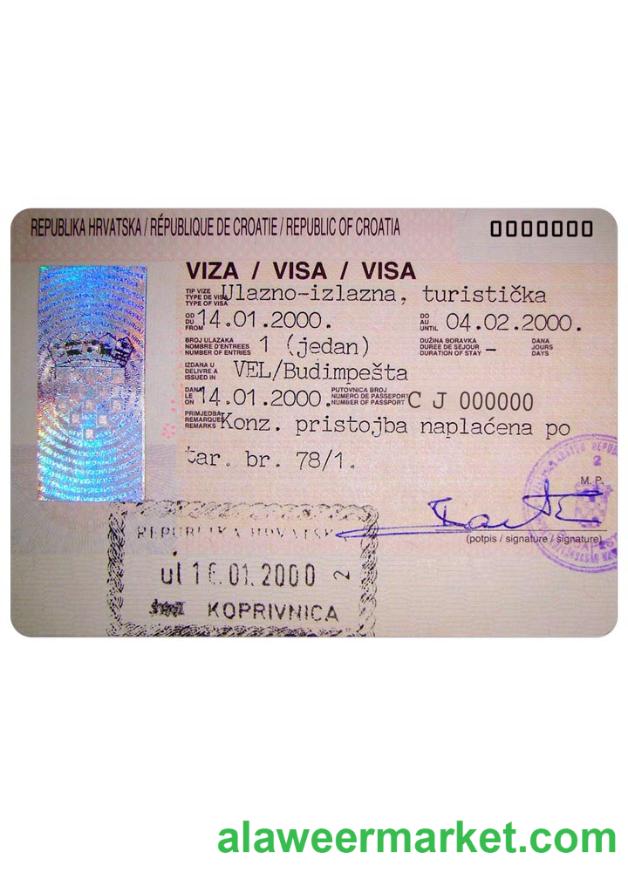 REPUBLIKA HRVATSKA / RÉPUBLIQUE DE CROATIE / REPUBLIC OF CROATIA
0000000
VIZA / VISA / VISA
TIP VIZE
TYPE DE VISA
TYPE OF VISA
Ulazno-izlazna, turistička
OD
DU
FROM
14.01.2000.
DO
AU
UNTIL
04.02.2000.
BROJ ULAZAKA
NOMBRE D'ENTREES
NUMBER OF ENTRIES
1 (jedan)
DUŽINA BORAVKA
DUREE DE SEJOUR
DURATION OF STAY
–
DANA
JOURS
DAYS
IZDANA U
DELIVRE A
ISSUED IN
VEL/Budimpešta
DANA
LE
ON
14.01.2000.
PUTOVNICA BROJ
NUMERO DE PASSEPORT
NUMBER OF PASSPORT
C J 000000
PRIMJEDBA
REMARQUES
REMARKS
Konz. pristojba naplaćena po
tar. br. 78/1.
M. P.
(potpis / signature / signature)
REPUBLIKA HRVATSKA
ul 16.01.2000 2
KOPRIVNICA
alaweermarket.com